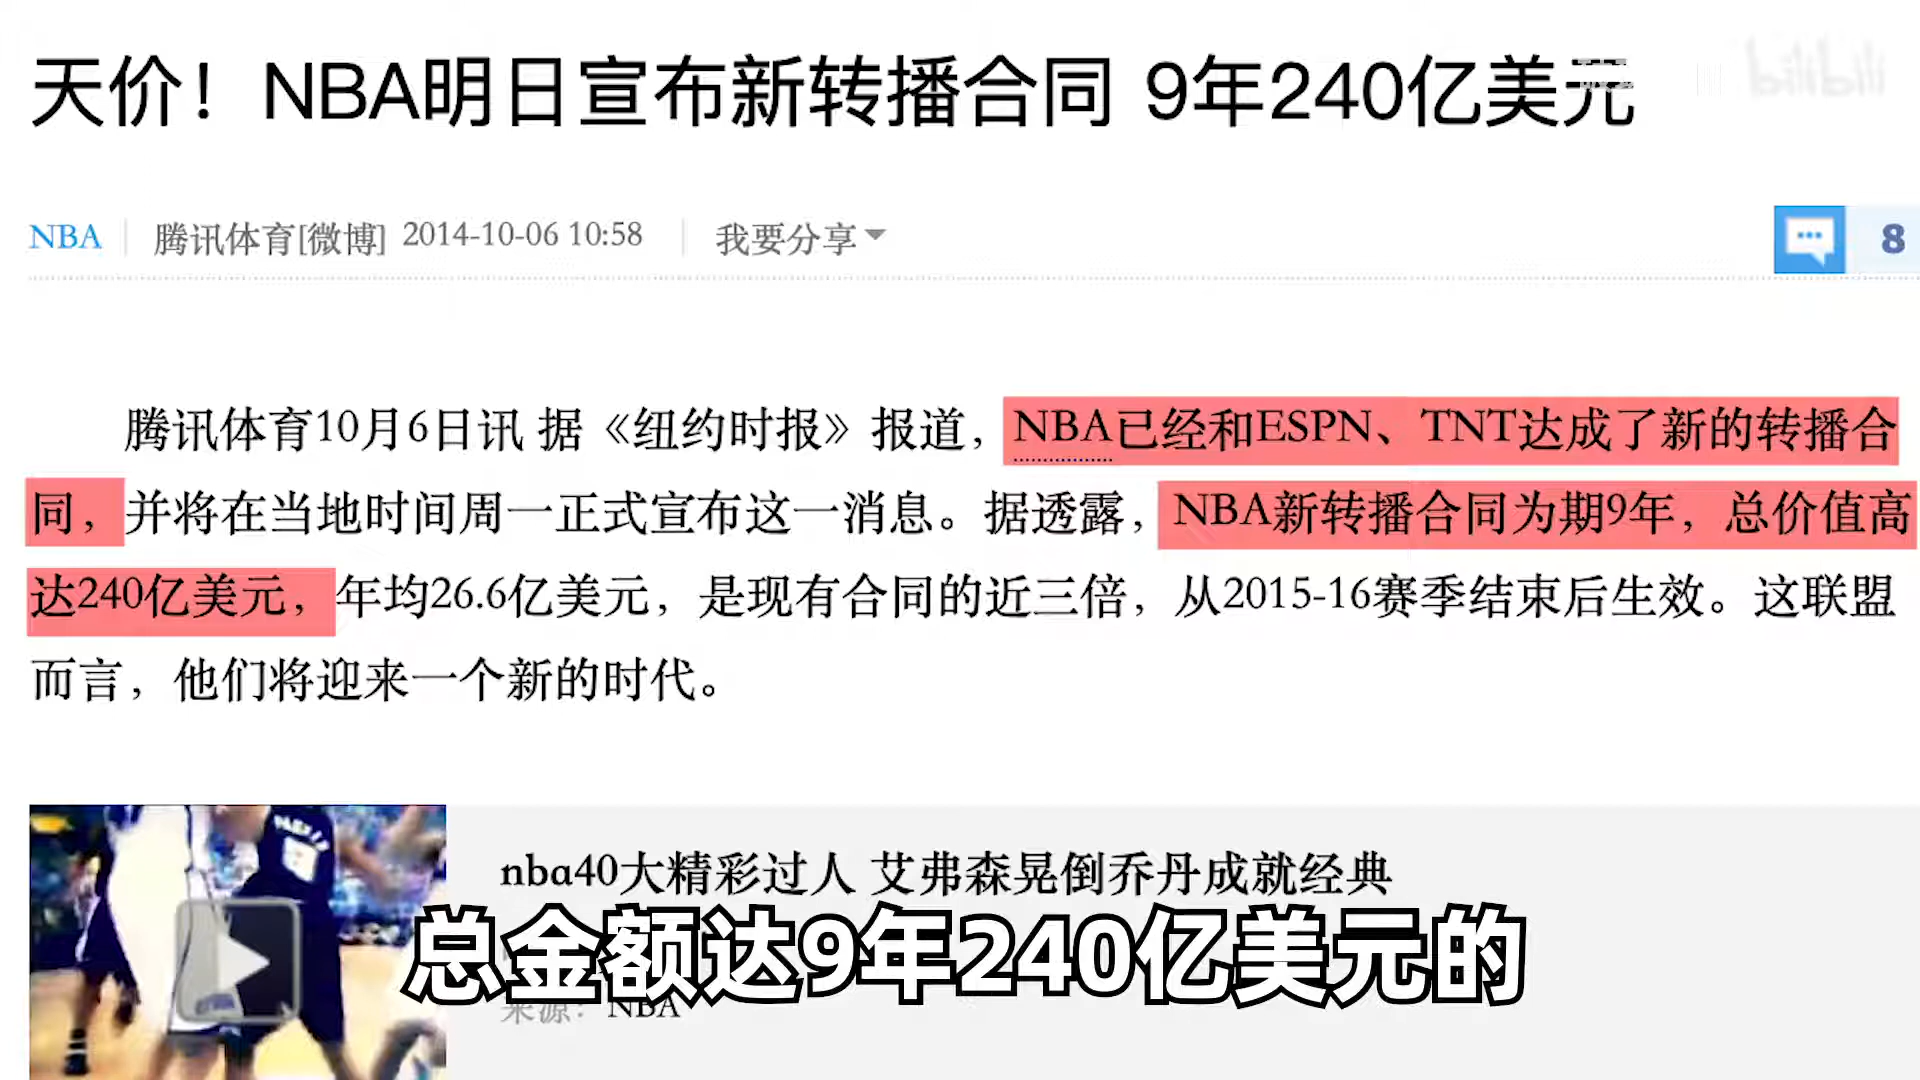 天价！NBA明日宣布新转播合同 9年240亿美元
bilibili
NBA 腾讯体育[微博] 2014-10-06 10:58 我要分享
8
腾讯体育10月6日讯 据《纽约时报》报道，NBA已经和ESPN、TNT达成了新的转播合
同，并将在当地时间周一正式宣布这一消息。据透露，NBA新转播合同为期9年，总价值高
达240亿美元，年均26.6亿美元，是现有合同的近三倍，从2015-16赛季结束后生效。这联盟
而言，他们将迎来一个新的时代。
nba40大精彩过人 艾弗森晃倒乔丹成就经典
总金额达9年240亿美元的
来源：NBA